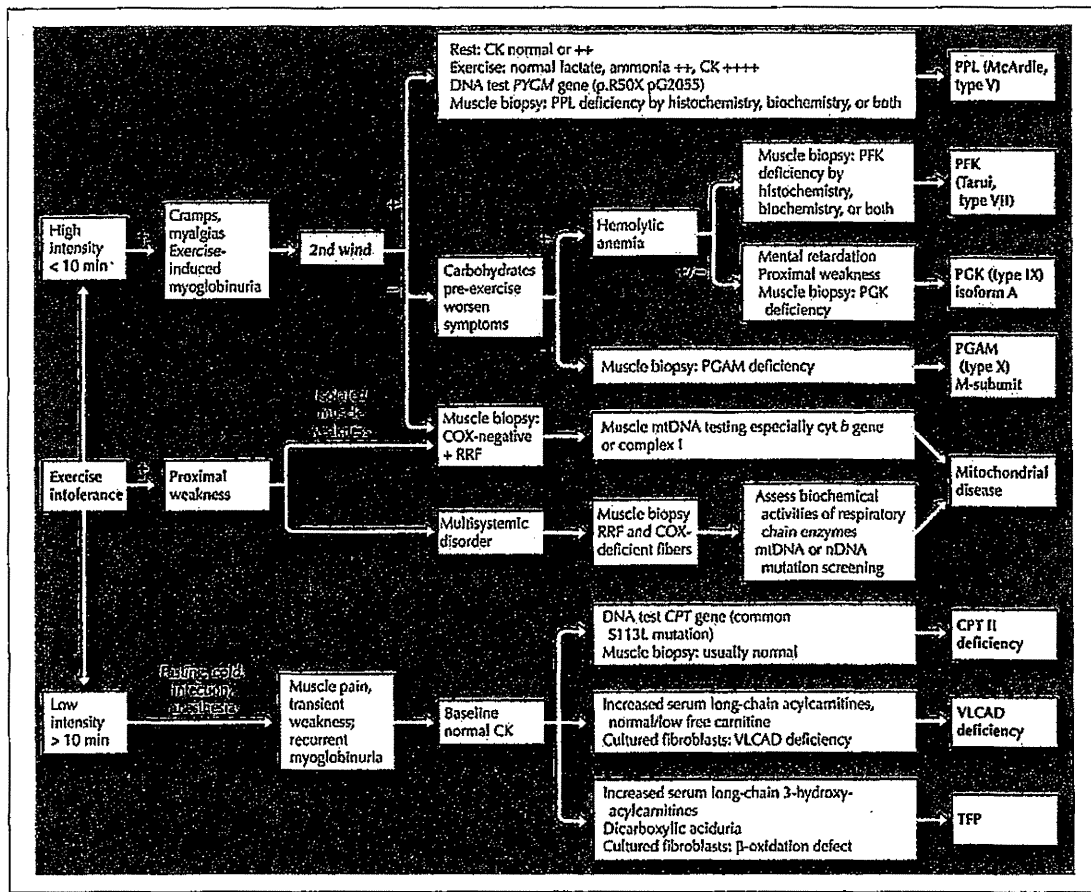 Rest: CK normal or ++
Exercise: normal lactate, ammonia ++, CK ++++
DNA test PYGM gene (p.R50X pG205S)
Muscle biopsy: PPL deficiency by histochemistry, biochemistry, or both
PPL (McArdle,
type V)
High
intensity
< 10 min
+
Cramps,
myalgias
Exercise-
induced
myoglobinuria
2nd wind
+
–
Carbohydrates
pre-exercise
worsen
symptoms
+
–
Hemolytic
anemia
+
+/–
Muscle biopsy: PFK
deficiency by
histochemistry,
biochemistry, or both
PFK
(Tarui,
type VII)
Mental retardation
Proximal weakness
Muscle biopsy: PGK
deficiency
PGK (type IX)
isoform A
Muscle biopsy: PGAM deficiency
PGAM
(type X)
M-subunit
Exercise
intolerance
+
Proximal
weakness
Isolated
muscle
weakness
Muscle biopsy:
COX-negative
+ RRF
Muscle mtDNA testing especially cyt b gene
or complex I
Mitochondrial
disease
Multisystemic
disorder
Muscle biopsy
RRF and COX-
deficient fibers
Assess biochemical
activities of respiratory
chain enzymes
mtDNA or nDNA
mutation screening
Low
intensity
> 10 min
Fasting, cold,
infection,
anesthesia
Muscle pain,
transient
weakness;
recurrent
myoglobinuria
Baseline
normal CK
DNA test CPT gene (common
S113L mutation)
Muscle biopsy: usually normal
CPT II
deficiency
Increased serum long-chain acylcarnitines,
normal/low free carnitine
Cultured fibroblasts: VLCAD deficiency
VLCAD
deficiency
Increased serum long-chain 3-hydroxy-
acylcarnitines
Dicarboxylic aciduria
Cultured fibroblasts: β-oxidation defect
TFP